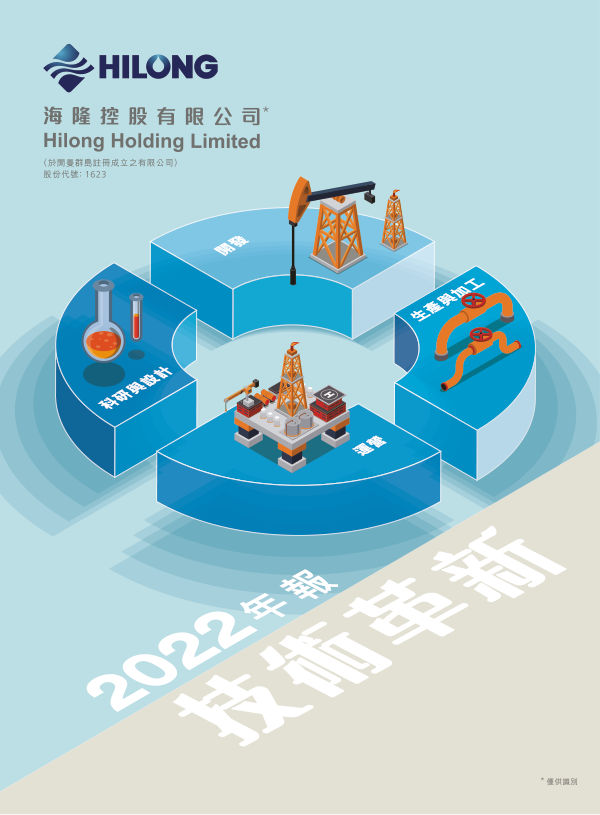 HILONG
海隆控股有限公司*
Hilong Holding Limited
(於開曼群島註冊成立之有限公司)
股份代號: 1623
開發
生產與加工
科研與設計
H
運營
2022年報
技術革新
* 僅供識別